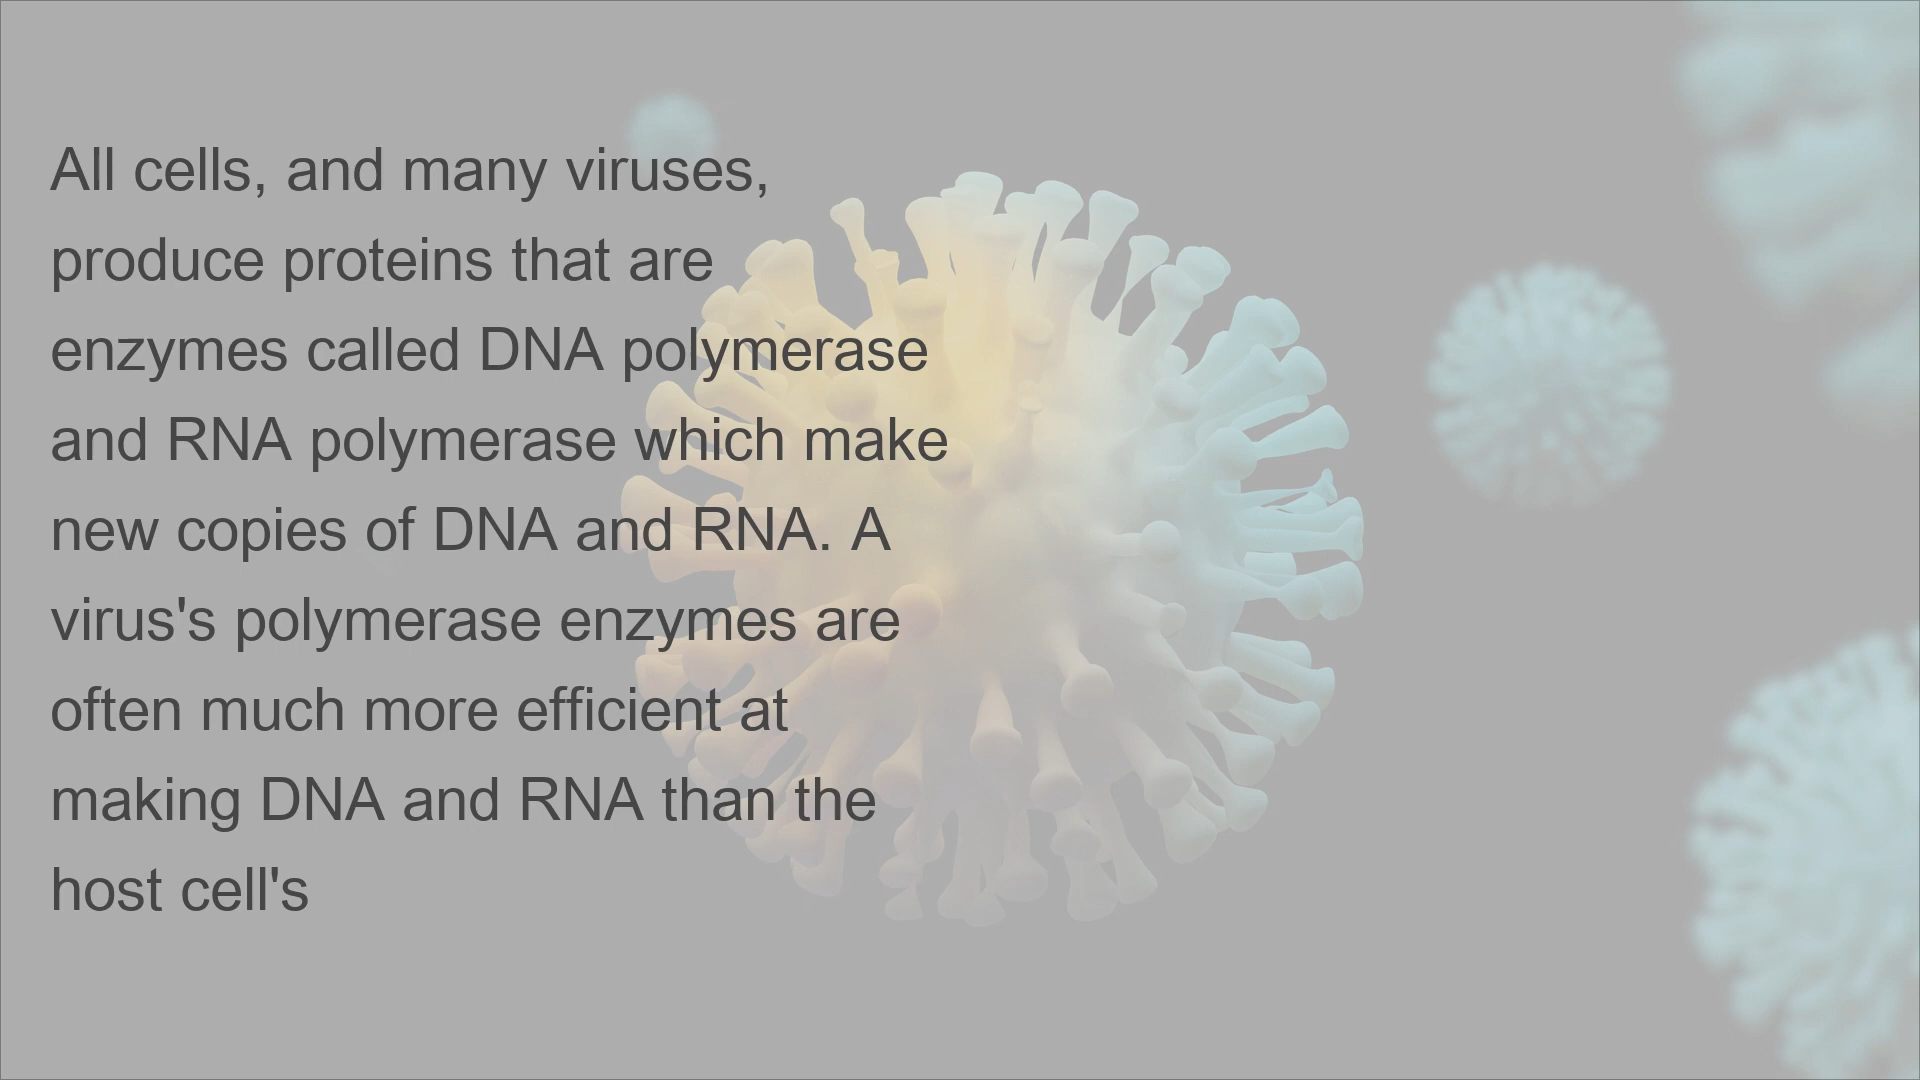 All cells, and many viruses,
produce proteins that are
enzymes called DNA polymerase
and RNA polymerase which make
new copies of DNA and RNA. A
virus's polymerase enzymes are
often much more efficient at
making DNA and RNA than the
host cell's